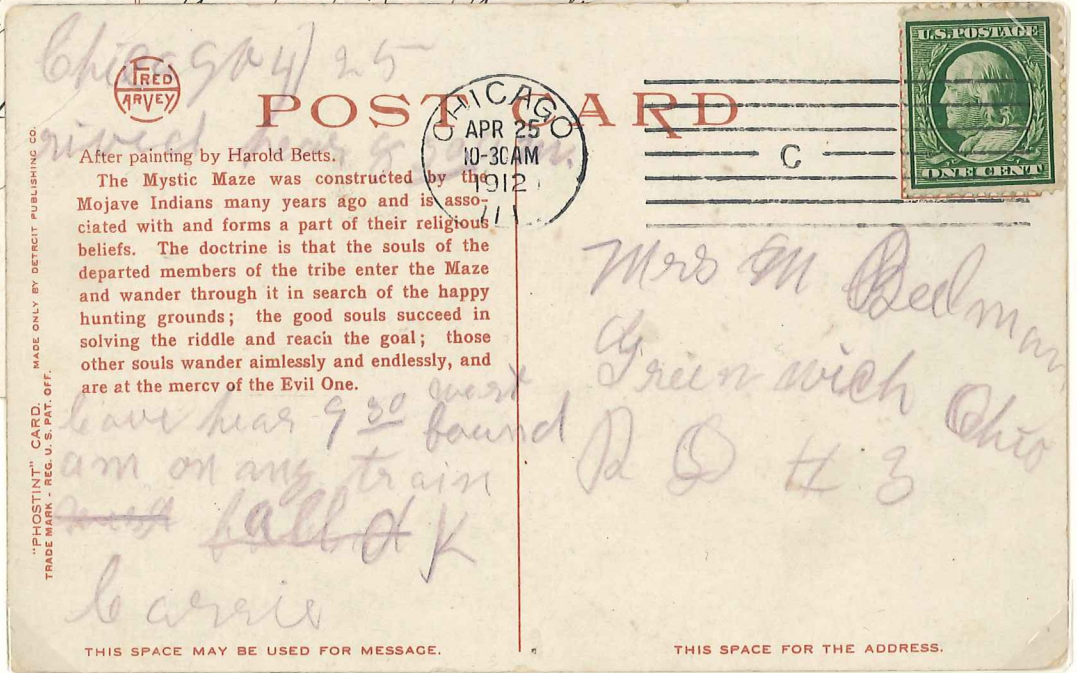 Chicago 4/25
FRED
HARVEY
POST CARD
CHICAGO
APR 25
10-30AM
1912
ILL
C
U.S.POSTAGE
ONE CENT
rived
After painting by Harold Betts.
The Mystic Maze was constructed by the
Mojave Indians many years ago and is asso-
ciated with and forms a part of their religious
beliefs. The doctrine is that the souls of the
departed members of the tribe enter the Maze
and wander through it in search of the happy
hunting grounds; the good souls succeed in
solving the riddle and reach the goal; those
other souls wander aimlessly and endlessly, and
are at the mercy of the Evil One.
leave hear 9 30 west
bound
am on any train
all O K
Carrie
Mrs M Beelman
Greenwich Ohio
R D # 3
"PHOSTINT" CARD. MADE ONLY BY DETROIT PUBLISHING CO.
TRADE MARK - REG. U. S. PAT. OFF.
THIS SPACE MAY BE USED FOR MESSAGE.
THIS SPACE FOR THE ADDRESS.